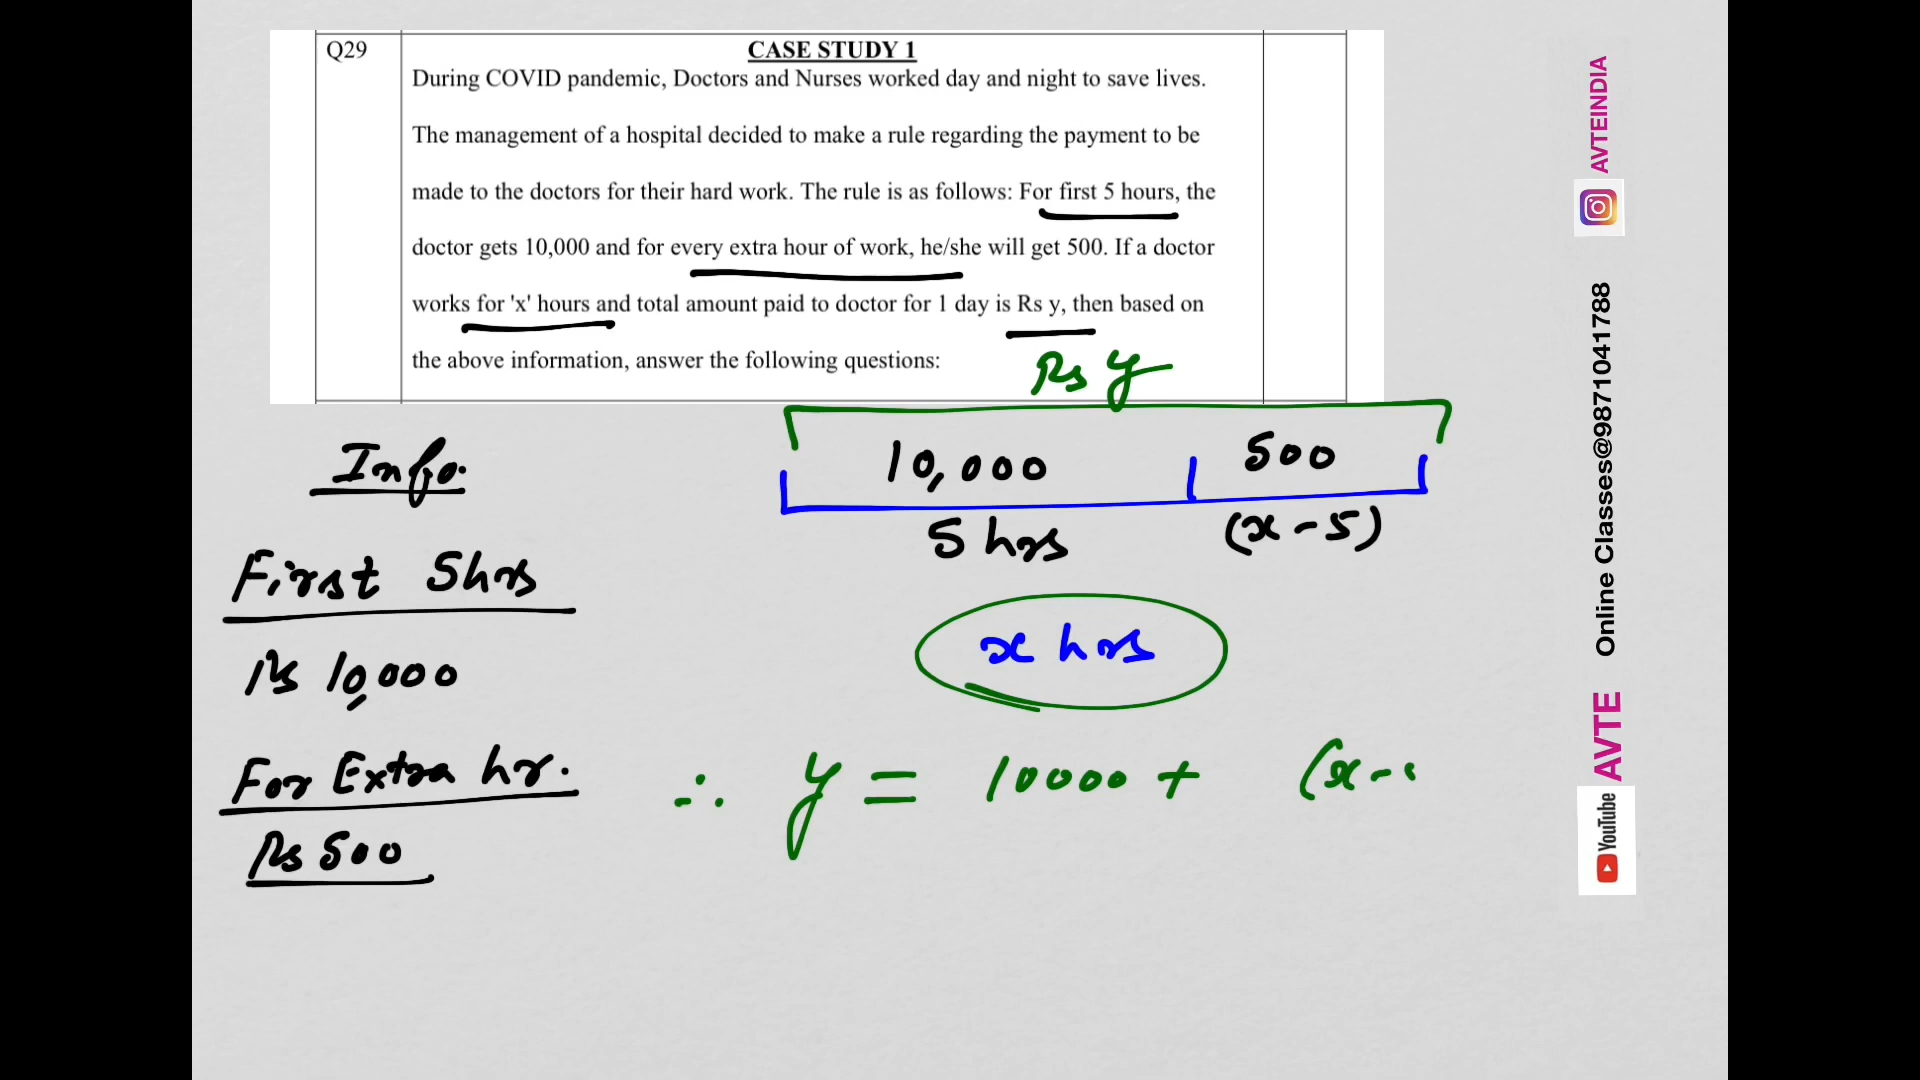 Q29
CASE STUDY 1
During COVID pandemic, Doctors and Nurses worked day and night to save lives.
The management of a hospital decided to make a rule regarding the payment to be
made to the doctors for their hard work. The rule is as follows: For first 5 hours, the
doctor gets 10,000 and for every extra hour of work, he/she will get 500. If a doctor
works for 'x' hours and total amount paid to doctor for 1 day is Rs y, then based on
the above information, answer the following questions:
Rs y
Info.
10,000 500
5 hrs (x-5)
First 5hrs
Rs 10,000
x hrs
For Extra hr.
Rs 500
∴ y = 10000 + (x-
AVTEINDIA
Online Classes@9871041788
AVTE
YouTube